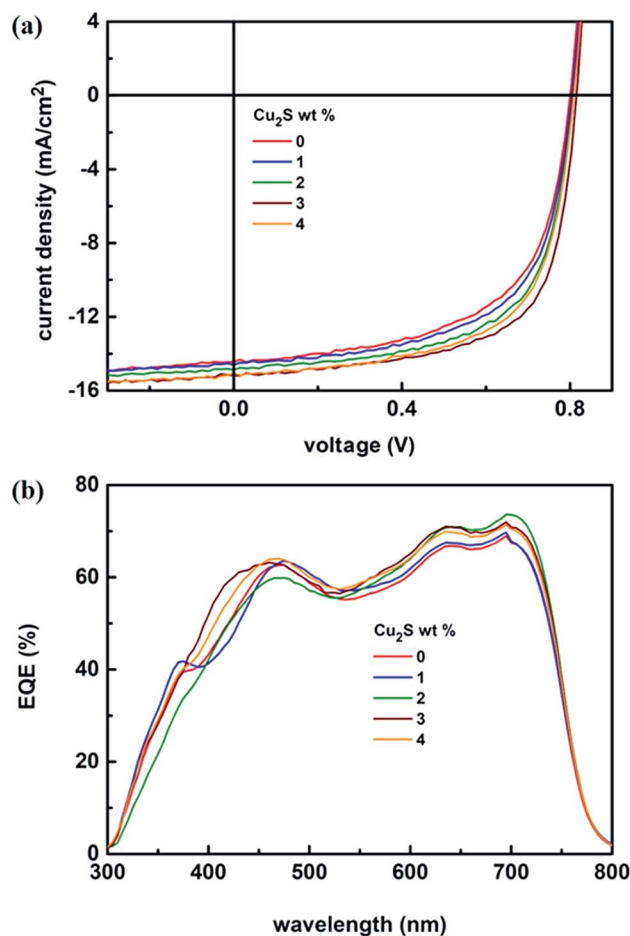 (a)
4
0
-4
-8
-12
-16
current density (mA/cm²)
Cu₂S wt %
0
1
2
3
4
0.0 0.4 0.8
voltage (V)
(b)
80
60
40
20
0
EQE (%)
Cu₂S wt %
0
1
2
3
4
300 400 500 600 700 800
wavelength (nm)